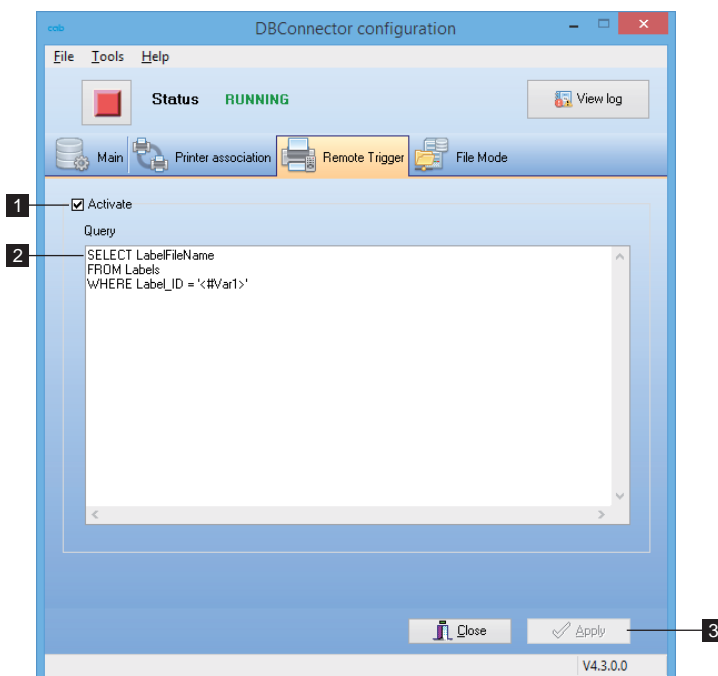 cab DBConnector configuration
File Tools Help
Status RUNNING View log
Main Printer association Remote Trigger File Mode
1 Activate
Query
2 SELECT LabelFileName
FROM Labels
WHERE Label_ID = '<#Var1>'
Close Apply 3
V4.3.0.0